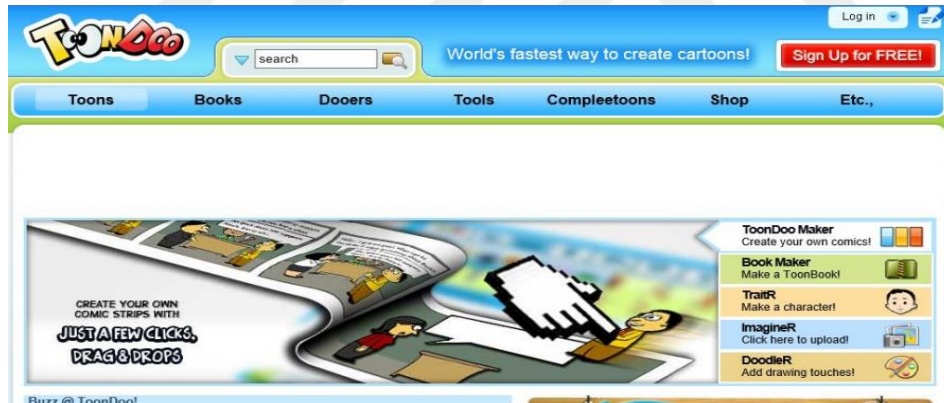 TOONDOO
Log in
search
World's fastest way to create cartoons!
Sign Up for FREE!
Toons Books Dooers Tools Compleetoons Shop Etc.,
CREATE YOUR OWN
COMIC STRIPS WITH
JUST A FEW CLICKS,
DRAG & DROPS
ToonDoo Maker
Create your own comics!
Book Maker
Make a ToonBook!
TraitR
Make a character!
ImagineR
Click here to upload!
DoodleR
Add drawing touches!
Buzz @ ToonDoo!